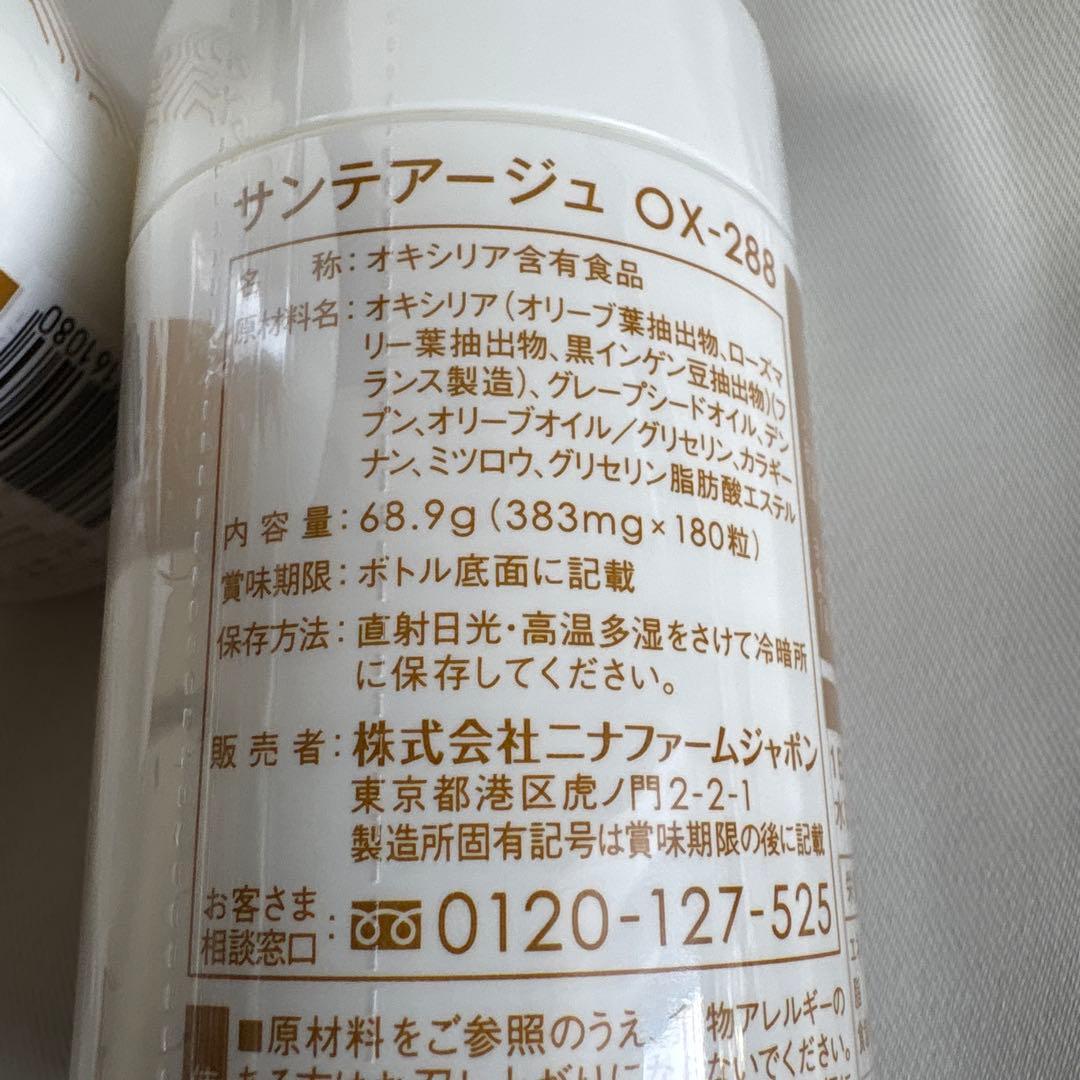 サンテアージュ OX-288
名称：オキシリア含有食品
原材料名：オキシリア（オリーブ葉抽出物、ローズマ
リー葉抽出物、黒インゲン豆抽出物）（フ
ランス製造）、グレープシードオイル、デン
プン、オリーブオイル／グリセリン、カラギー
ナン、ミツロウ、グリセリン脂肪酸エステル
内容量：68.9g（383mg×180粒）
賞味期限：ボトル底面に記載
保存方法：直射日光・高温多湿をさけて冷暗所
に保存してください。
販売者：株式会社ニナファームジャポン
東京都港区虎ノ門2-2-1
製造所固有記号は賞味期限の後に記載
お客さま
相談窓口：0120-127-525
■原材料をご参照のうえ、
物アレルギーの
ないでください。
61080